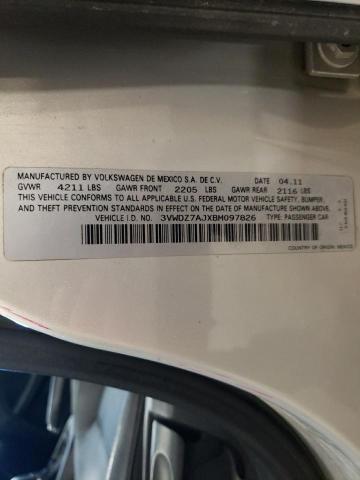 MANUFACTURED BY VOLKSWAGEN DE MEXICO S.A. DE C.V. DATE 04.11
GVWR 4211 LBS GAWR FRONT 2205 LBS GAWR REAR 2116 LBS
THIS VEHICLE CONFORMS TO ALL APPLICABLE U.S. FEDERAL MOTOR VEHICLE SAFETY, BUMPER,
AND THEFT PREVENTION STANDARDS IN EFFECT ON THE DATE OF MANUFACTURE SHOWN ABOVE.
VEHICLE I.D. NO. 3VWDZ7AJXBM097826 TYPE: PASSENGER CAR
COUNTRY OF ORIGIN: MEXICO